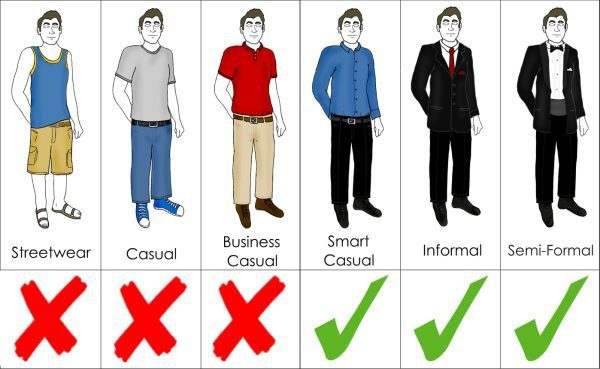 Streetwear
Casual
Business
Casual
Smart
Casual
Informal
Semi-Formal